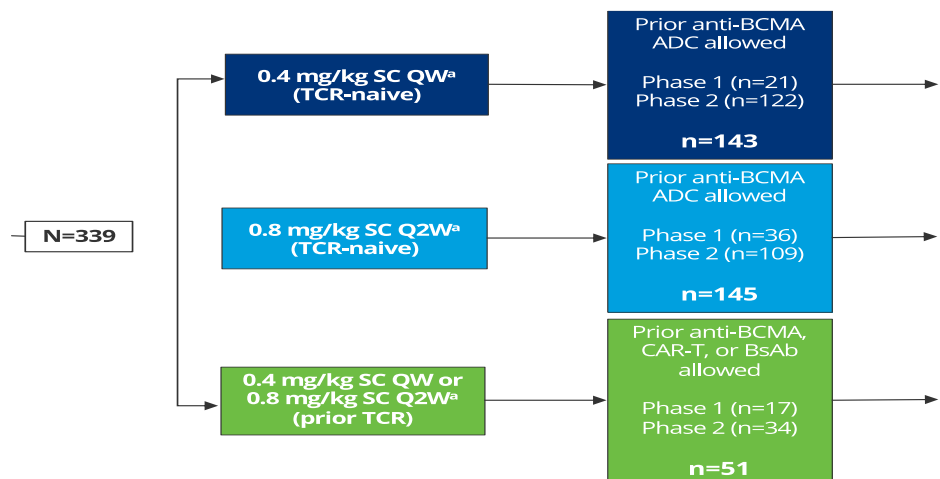 N=339
0.4 mg/kg SC QWᵃ
(TCR-naive)
Prior anti-BCMA
ADC allowed
Phase 1 (n=21)
Phase 2 (n=122)
n=143
0.8 mg/kg SC Q2Wᵃ
(TCR-naive)
Prior anti-BCMA
ADC allowed
Phase 1 (n=36)
Phase 2 (n=109)
n=145
0.4 mg/kg SC QW or
0.8 mg/kg SC Q2Wᵃ
(prior TCR)
Prior anti-BCMA,
CAR-T, or BsAb
allowed
Phase 1 (n=17)
Phase 2 (n=34)
n=51